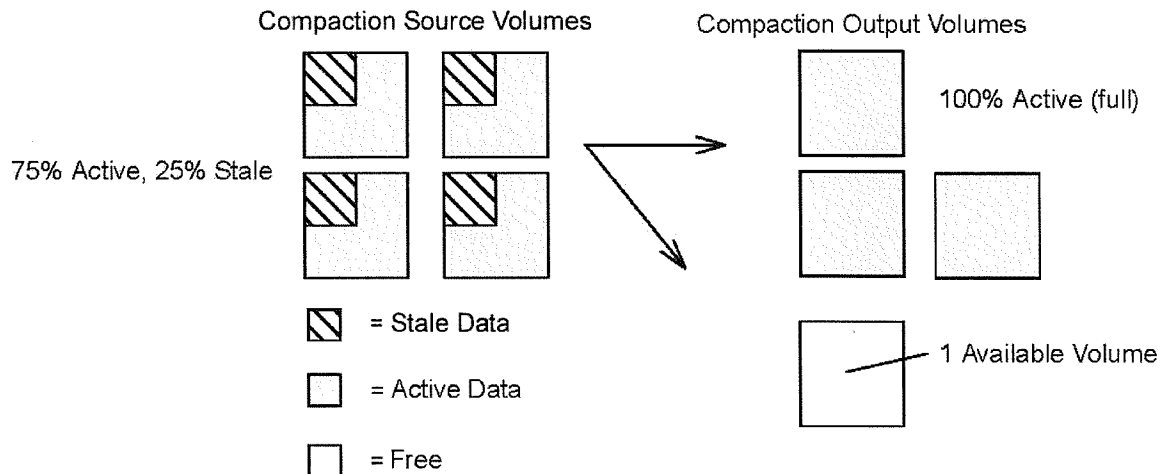 Compaction Source Volumes
Compaction Output Volumes
100% Active (full)
75% Active, 25% Stale
= Stale Data
= Active Data
= Free
1 Available Volume